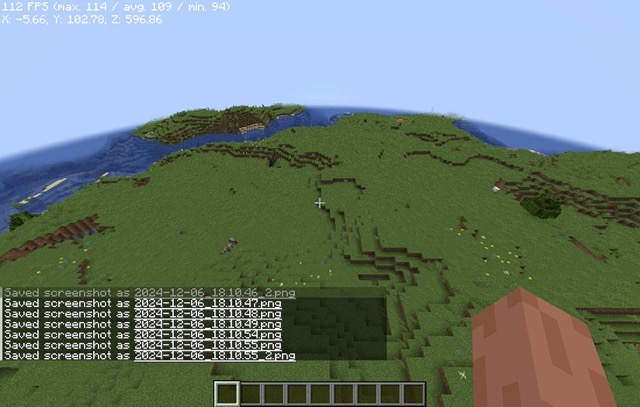 112 FPS (max. 114 / avg. 109 / min. 94)
X: -5.66, Y: 102.78, Z: 596.86
Saved screenshot as 2024-12-06_18.10.46_2.png
Saved screenshot as 2024-12-06_18.10.47.png
Saved screenshot as 2024-12-06_18.10.48.png
Saved screenshot as 2024-12-06_18.10.49.png
Saved screenshot as 2024-12-06_18.10.54.png
Saved screenshot as 2024-12-06_18.10.55.png
Saved screenshot as 2024-12-06_18.10.55_2.png